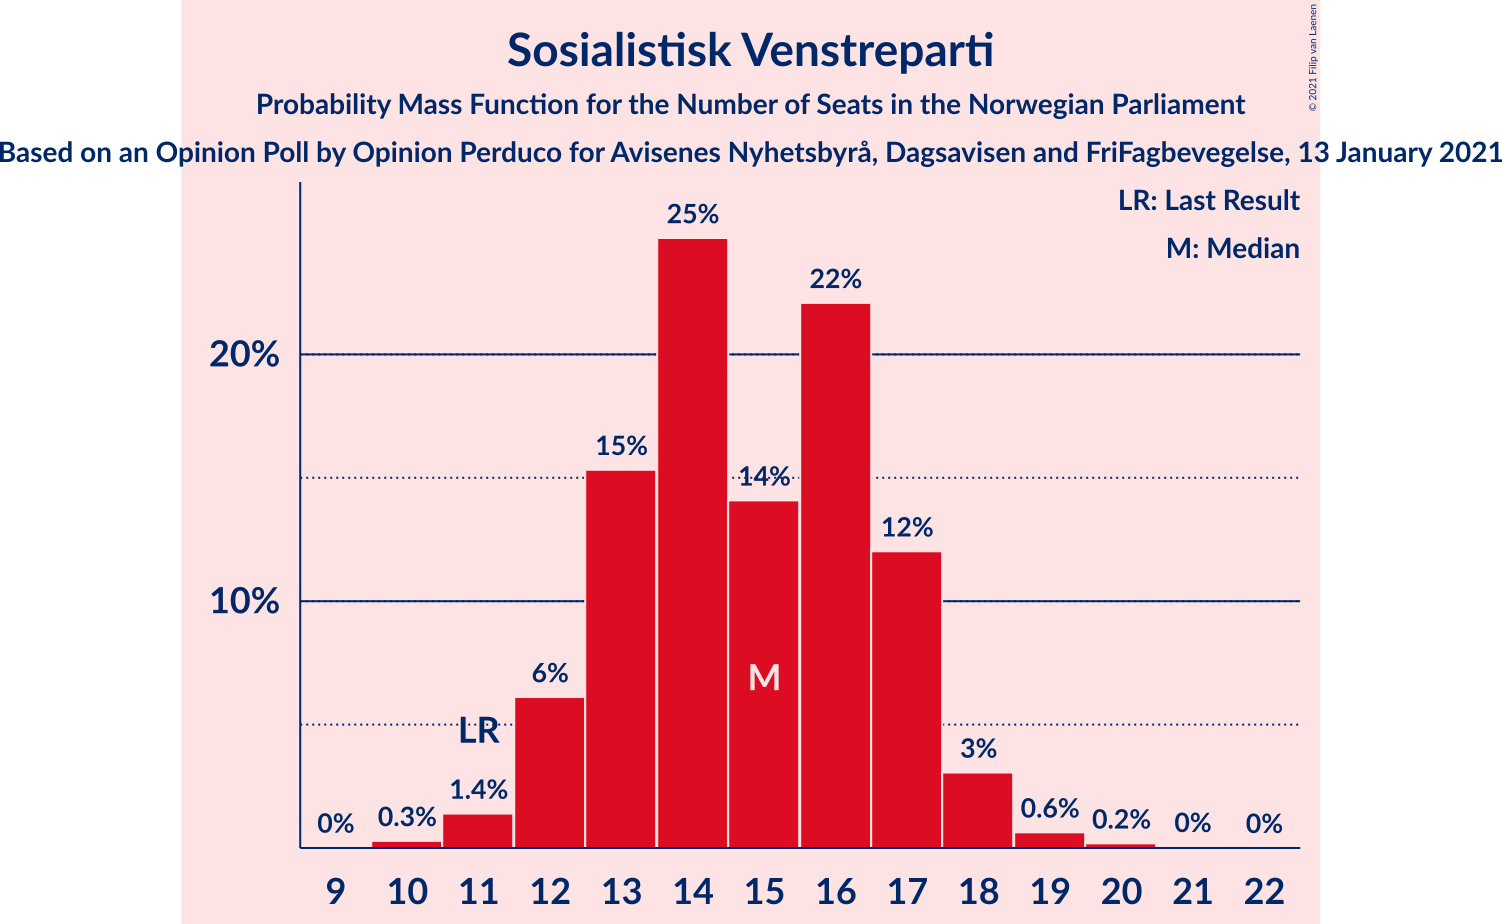 Sosialistisk Venstreparti
Probability Mass Function for the Number of Seats in the Norwegian Parliament
Based on an Opinion Poll by Opinion Perduco for Avisenes Nyhetsbyrå, Dagsavisen and FriFagbevegelse, 13 January 2021
© 2021 Filip van Laenen
LR: Last Result
M: Median
25%
22%
20%
15%
14%
12%
10%
6%
M
LR
3%
1.4%
0.6%
0% 0.3% 0.2% 0% 0%
9 10 11 12 13 14 15 16 17 18 19 20 21 22